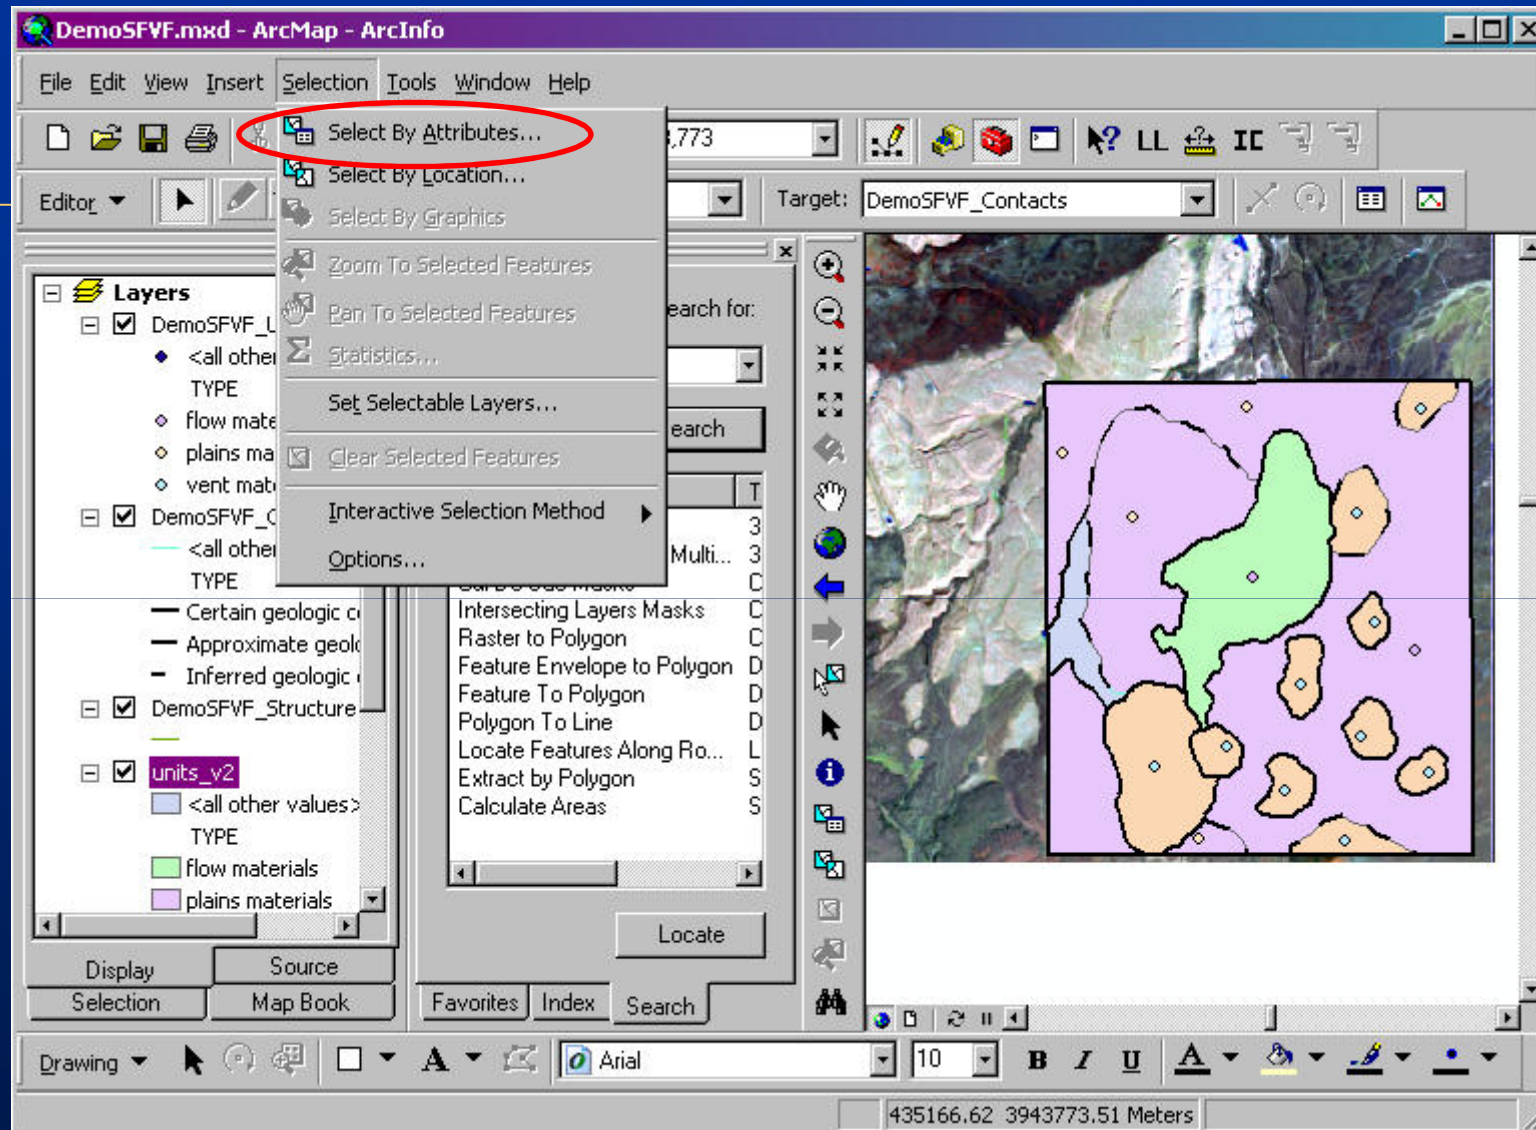 DemoSFVF.mxd - ArcMap - ArcInfo
File Edit View Insert Selection Tools Window Help
Select By Attributes...
Select By Location...
Select By Graphics
Zoom To Selected Features
Pan To Selected Features
Statistics...
Set Selectable Layers...
Clear Selected Features
Interactive Selection Method
Options...
,773
LL
IC
Editor
Target: DemoSFVF_Contacts
Layers
DemoSFVF_L
<all other
TYPE
flow mate
plains ma
vent mate
DemoSFVF_C
<all other
TYPE
Certain geologic c
Approximate geol
Inferred geologic
DemoSFVF_Structure
units_v2
<all other values>
TYPE
flow materials
plains materials
Display Source
Selection Map Book
earch for:
earch
T
3
Multi... 3
C
Intersecting Layers Masks C
Raster to Polygon C
Feature Envelope to Polygon D
Feature To Polygon D
Polygon To Line D
Locate Features Along Ro... L
Extract by Polygon S
Calculate Areas S
Locate
Favorites Index Search
Drawing A Arial 10 B I U A
435166.62 3943773.51 Meters